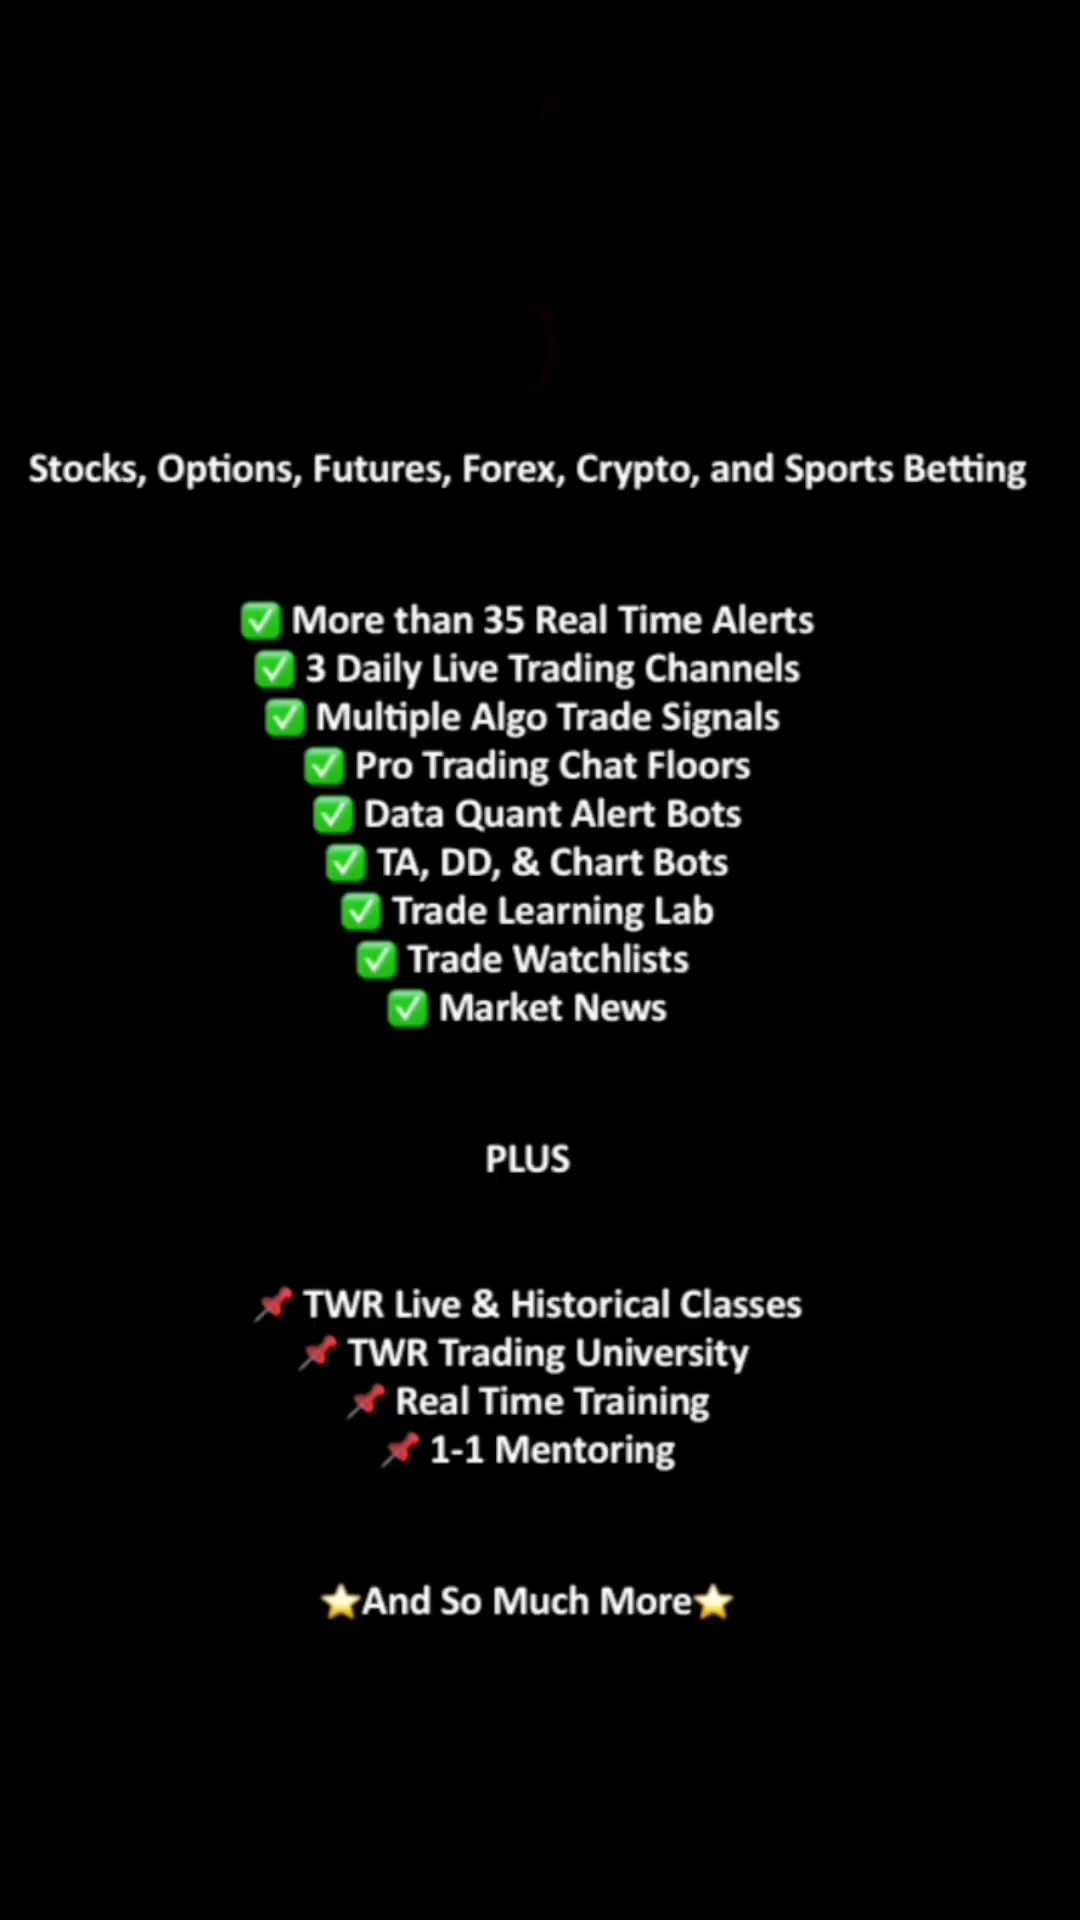 Stocks, Options, Futures, Forex, Crypto, and Sports Betting
✅ More than 35 Real Time Alerts
✅ 3 Daily Live Trading Channels
✅ Multiple Algo Trade Signals
✅ Pro Trading Chat Floors
✅ Data Quant Alert Bots
✅ TA, DD, & Chart Bots
✅ Trade Learning Lab
✅ Trade Watchlists
✅ Market News
PLUS
📌 TWR Live & Historical Classes
📌 TWR Trading University
📌 Real Time Training
📌 1-1 Mentoring
⭐And So Much More⭐